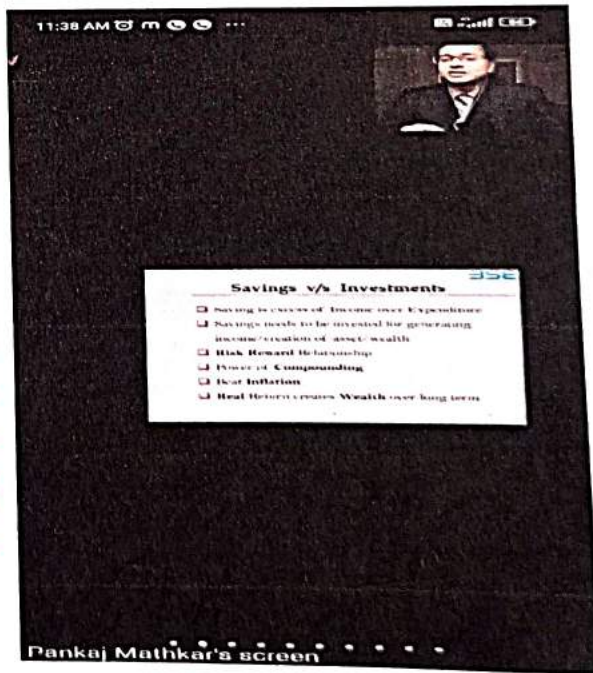 11:38 AM
BSE
Savings v/s Investments
Saving is excess of Income over Expenditure
Savings needs to be invested for generating
income/creation of asset/wealth
Risk Reward Relationship
Power of Compounding
Beat Inflation
Real Return creates Wealth over long term
Pankaj Mathkar's screen